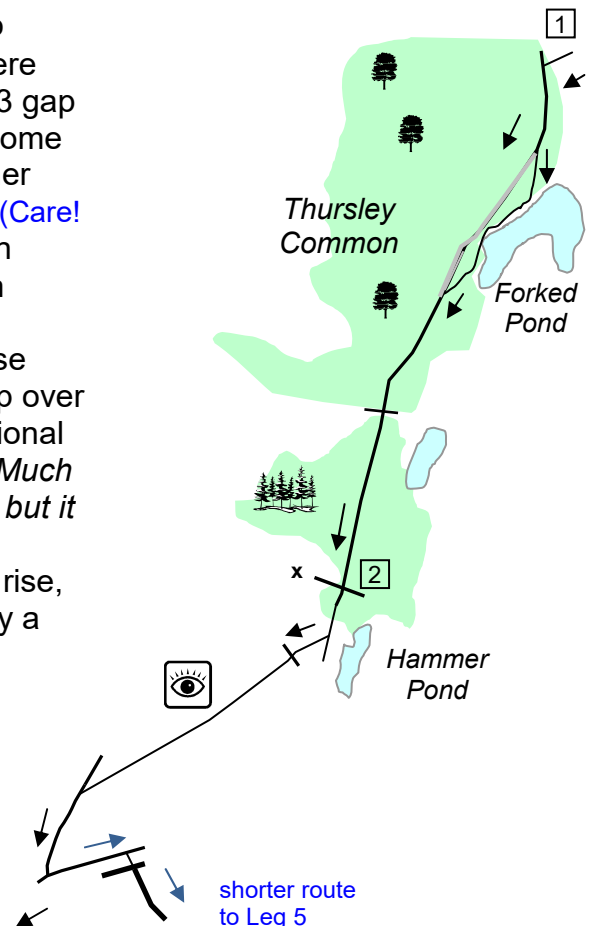 ere
3 gap
ome
er
(Care!
n
se
p over
ional
Much
but it
rise,
y a
1
Thursley
Common
Forked
Pond
x
2
Hammer
Pond
shorter route
to Leg 5